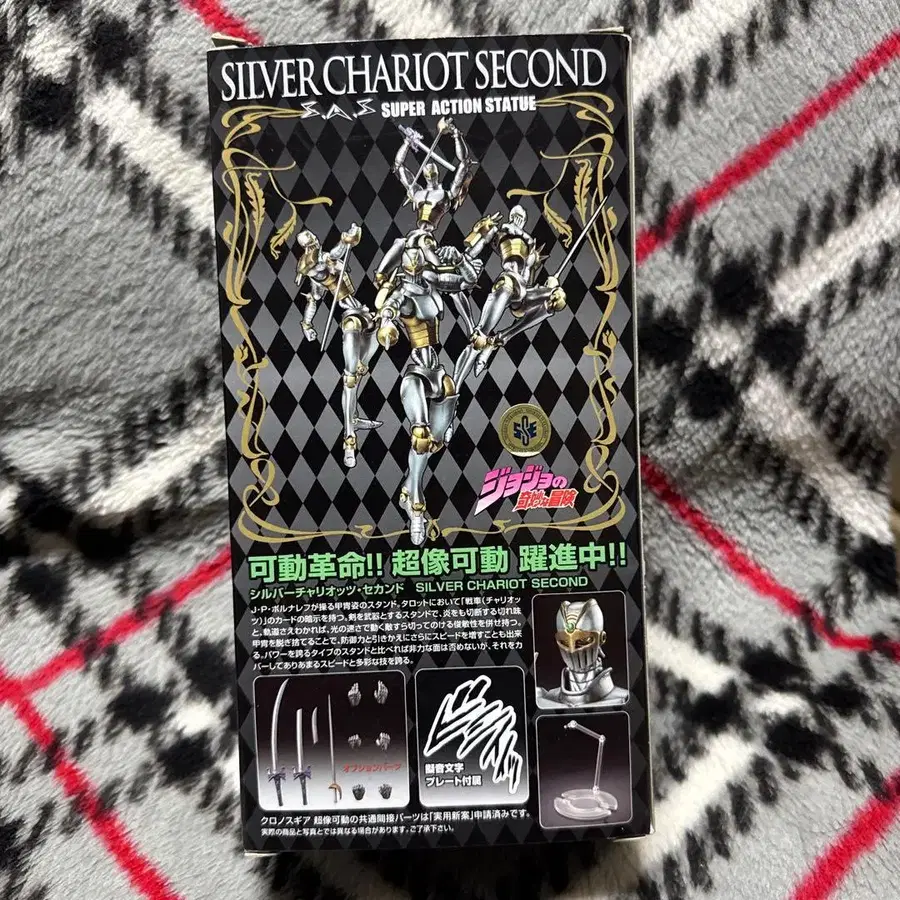 SILVER CHARIOT SECOND
S.A.S SUPER ACTION STATUE
ジョジョの
奇妙な冒険
可動革命!! 超像可動 躍進中!!
シルバーチャリオッツ・セカンド SILVER CHARIOT SECOND
J・P・ポルナレフが操る甲冑姿のスタンド。タロットにおいて「戦車(チャリオッ
ツ)」のカードの暗示を持つ。剣を武器とするスタンドで、炎をも切断する切れ味
と、軌道さえわかれば、光の速さで動く敵すら切ってのける俊敏性を併せ持つ。
甲冑を脱ぎ捨てることで、防御力と引きかえにさらにスピードを増すことも出来
る。パワーを誇るタイプのスタンドと比べれば非力な面は否めないが、それをカ
バーしてありあまるスピードと多彩な技を誇る。
オプションパーツ
擬音文字
プレート付属
クロノスギア 超像可動の共通間接パーツは「実用新案」申請済みです。
実際の商品と写真とでは異なる場合があります。ご了承下さい。